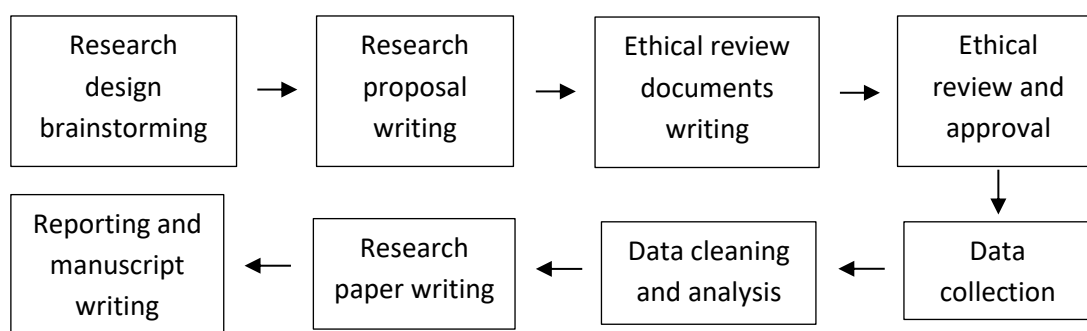 Research
design
brainstorming
Research
proposal
writing
Ethical review
documents
writing
Ethical
review and
approval
Data
collection
Data cleaning
and analysis
Research
paper writing
Reporting and
manuscript
writing